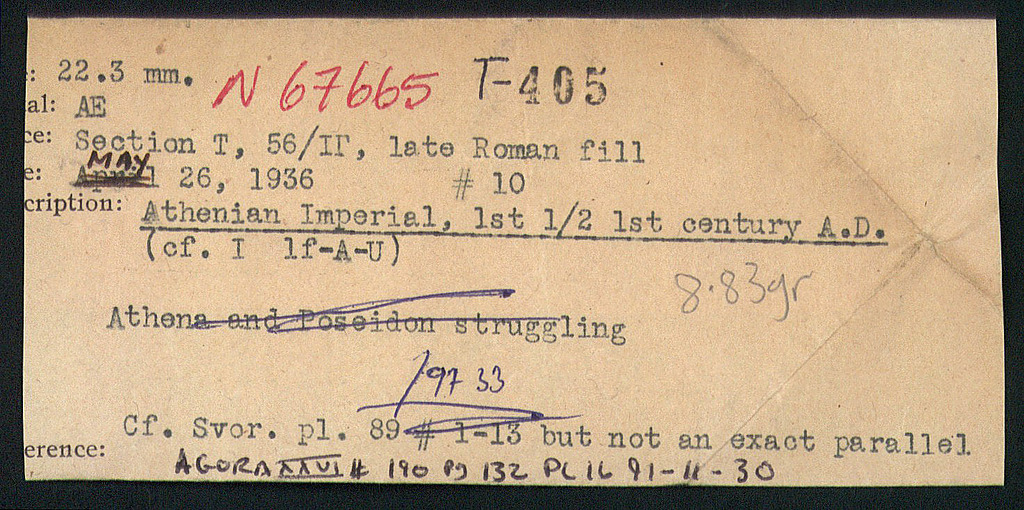 : 22.3 mm. N 67665 T-405
al: AE
ce: Section T, 56/IΓ, late Roman fill
MAY
e: April 26, 1936 # 10
cription: Athenian Imperial, 1st 1/2 1st century A.D.
(cf. I lf-A-U)
8.83gr
Athena and Poseidon struggling
/97 33
Cf. Svor. pl. 89 # 1-13 but not an exact parallel
erence:
AGORA XXVI # 190 pg 132 PL 16 91-11-30